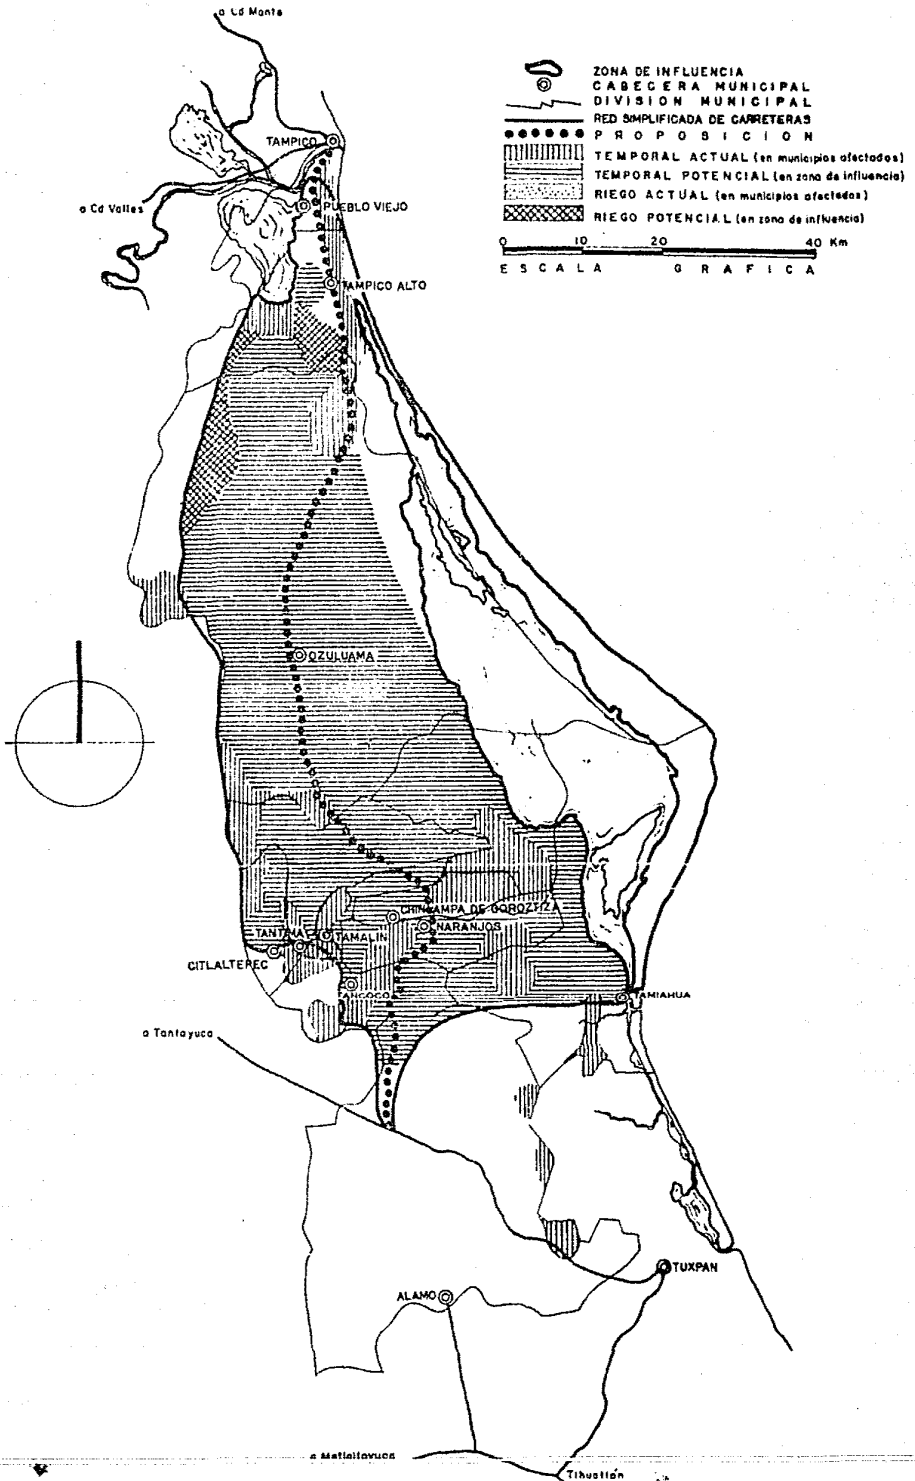 a Cd Mante
ZONA DE INFLUENCIA
CABECERA MUNICIPAL
DIVISION MUNICIPAL
RED SIMPLIFICADA DE CARRETERAS
PROPOSICION
TEMPORAL ACTUAL (en municipios afectados)
TEMPORAL POTENCIAL (en zona de influencia)
RIEGO ACTUAL (en municipios afectados)
RIEGO POTENCIAL (en zona de influencia)
0 10 20 40 Km
ESCALA GRAFICA
TAMPICO
a Cd Valles
PUEBLO VIEJO
TAMPICO ALTO
OZULUAMA
CHINCAMPA DE GOROZTIZA
NARANJOS
TANTIMA
TAMALIN
CITLALTEPEC
TANCOCO
TAMIAHUA
a Tantoyuca
TUXPAN
ALAMO
Tihuatlán